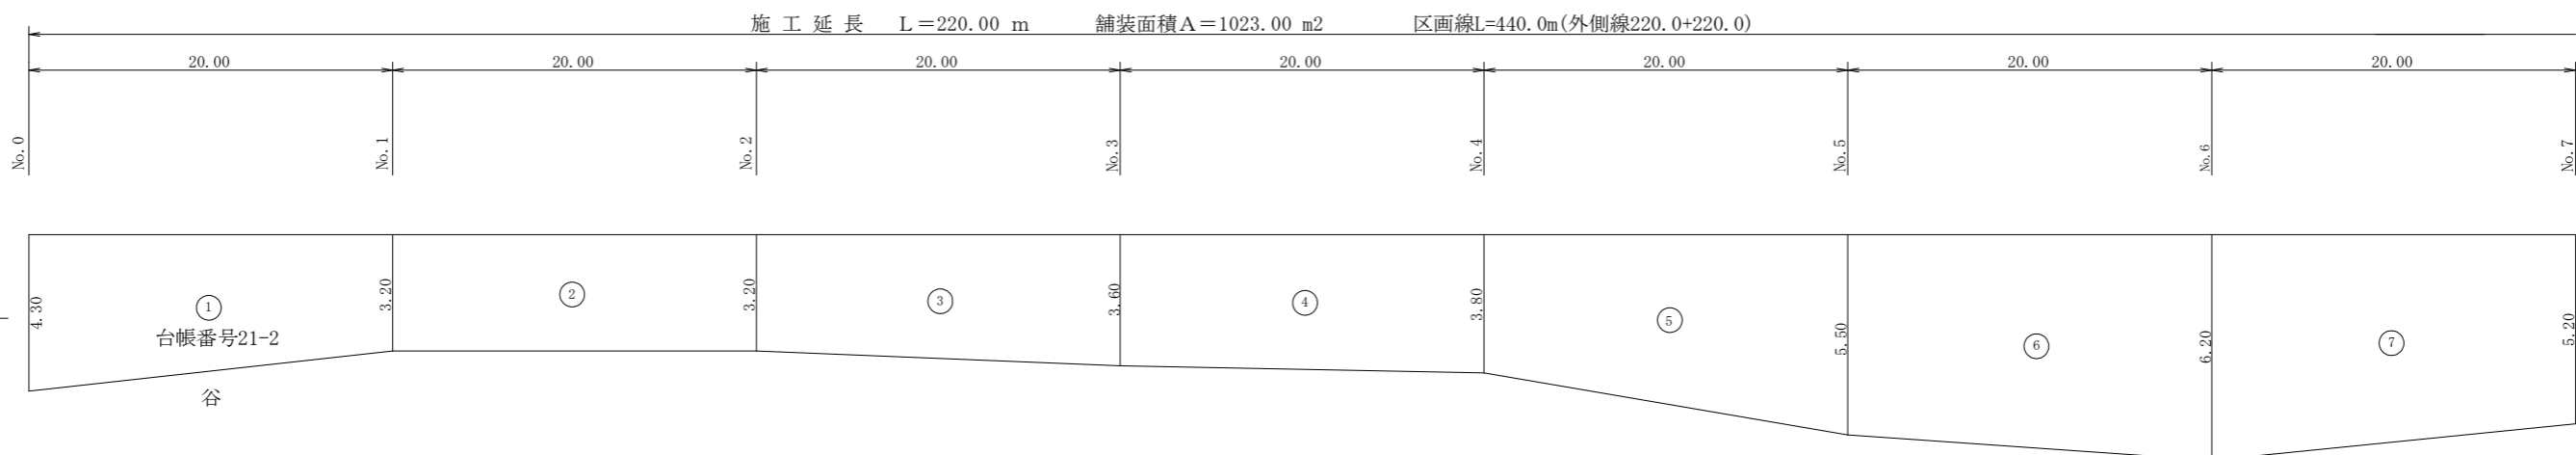 施 工 延 長 L＝220.00 m 舗装面積A＝1023.00 m2 区画線L=440.0m(外側線220.0+220.0)
20.00 20.00 20.00 20.00 20.00 20.00 20.00
No.0 No.1 No.2 No.3 No.4 No.5 No.6 No.7
4.30 3.20 3.20 3.60 3.80 5.50 6.20 5.20
① ② ③ ④ ⑤ ⑥ ⑦
台帳番号21-2
谷